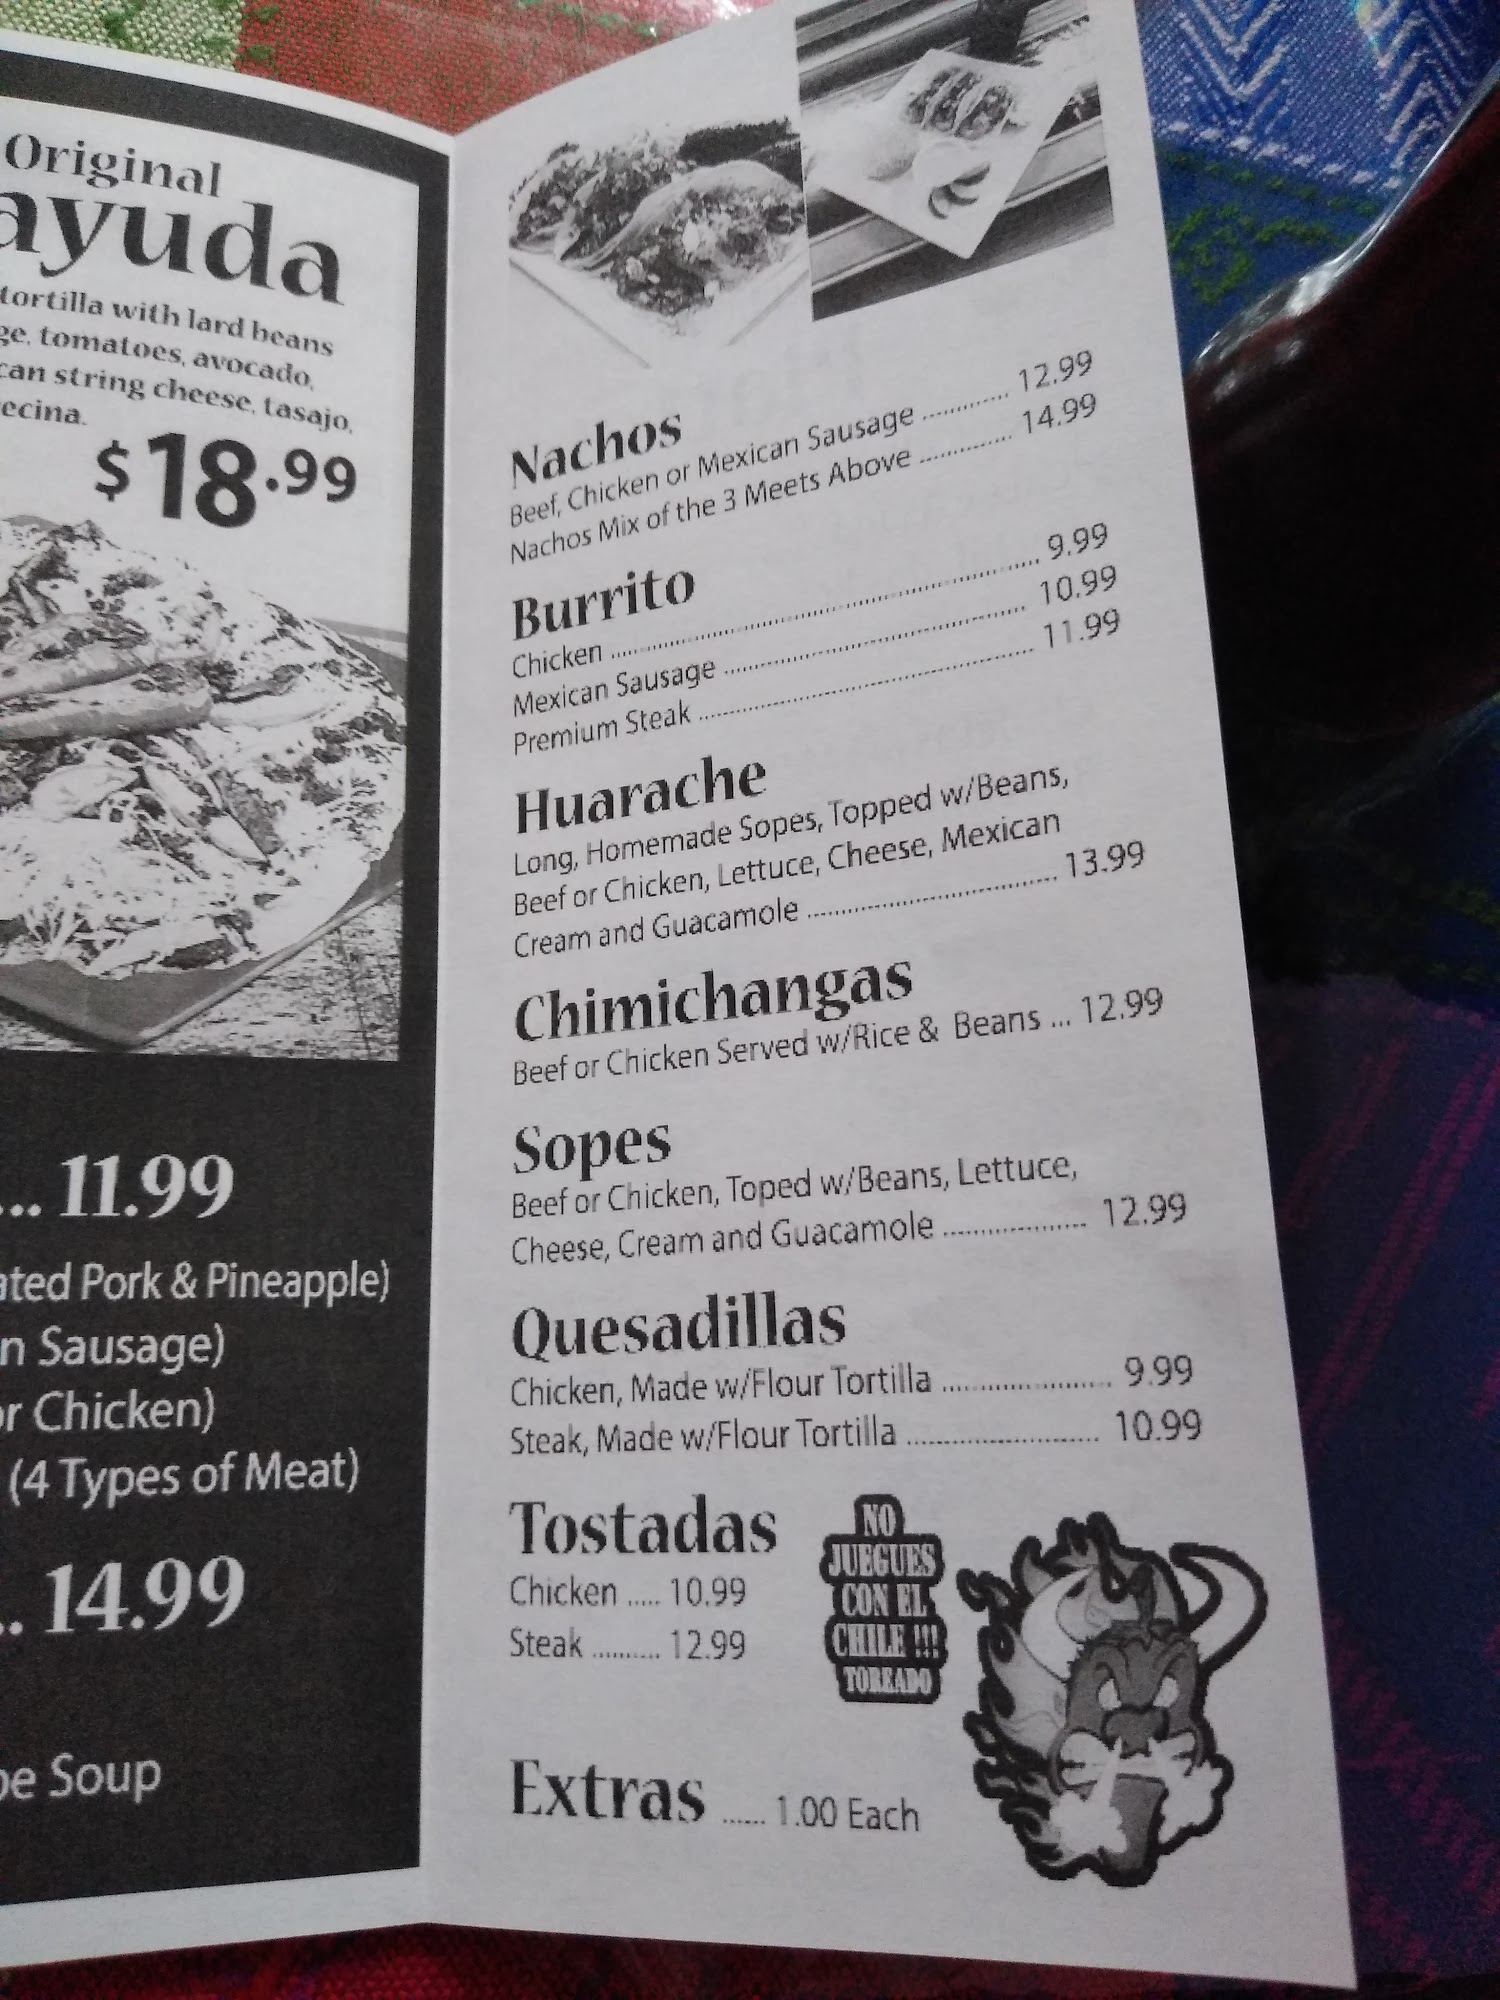 Original
ayuda
tortilla with lard beans
tomatoes, avocado,
string cheese, tasajo,
$18.99
... 11.99
Pork & Pineapple)
Sausage)
Chicken)
(4 Types of Meat)
.. 14.99
Soup
Nachos
Beef, Chicken or Mexican Sausage ............. 12.99
Nachos Mix of the 3 Meets Above ............. 14.99
Burrito
Chicken ............. 9.99
Mexican Sausage ............. 10.99
Premium Steak ............. 11.99
Huarache
Long, Homemade Sopes, Topped w/Beans,
Beef or Chicken, Lettuce, Cheese, Mexican
Cream and Guacamole ............. 13.99
Chimichangas
Beef or Chicken Served w/Rice & Beans ... 12.99
Sopes
Beef or Chicken, Toped w/Beans, Lettuce,
Cheese, Cream and Guacamole ............. 12.99
Quesadillas
Chicken, Made w/Flour Tortilla ............. 9.99
Steak, Made w/Flour Tortilla ............. 10.99
Tostadas
Chicken ..... 10.99
Steak .......... 12.99
NO
JUEGUES
CON EL
CHILE !!!
TOREADO
Extras ...... 1.00 Each